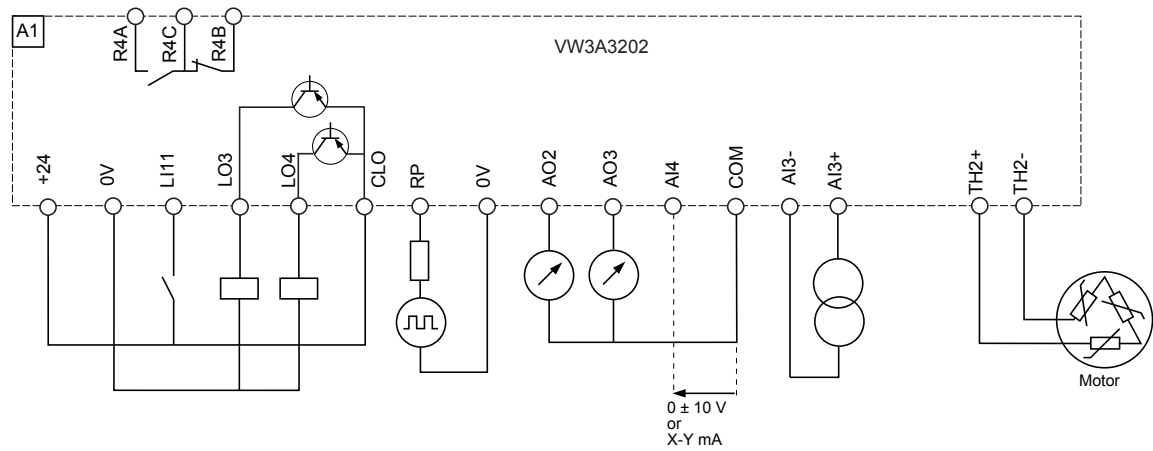 A1
R4A
R4C
R4B
VW3A3202
+24
0V
LI11
LO3
LO4
CLO
RP
0V
AO2
AO3
AI4
COM
AI3-
AI3+
TH2+
TH2-
Motor
0 ± 10 V
or
X-Y mA